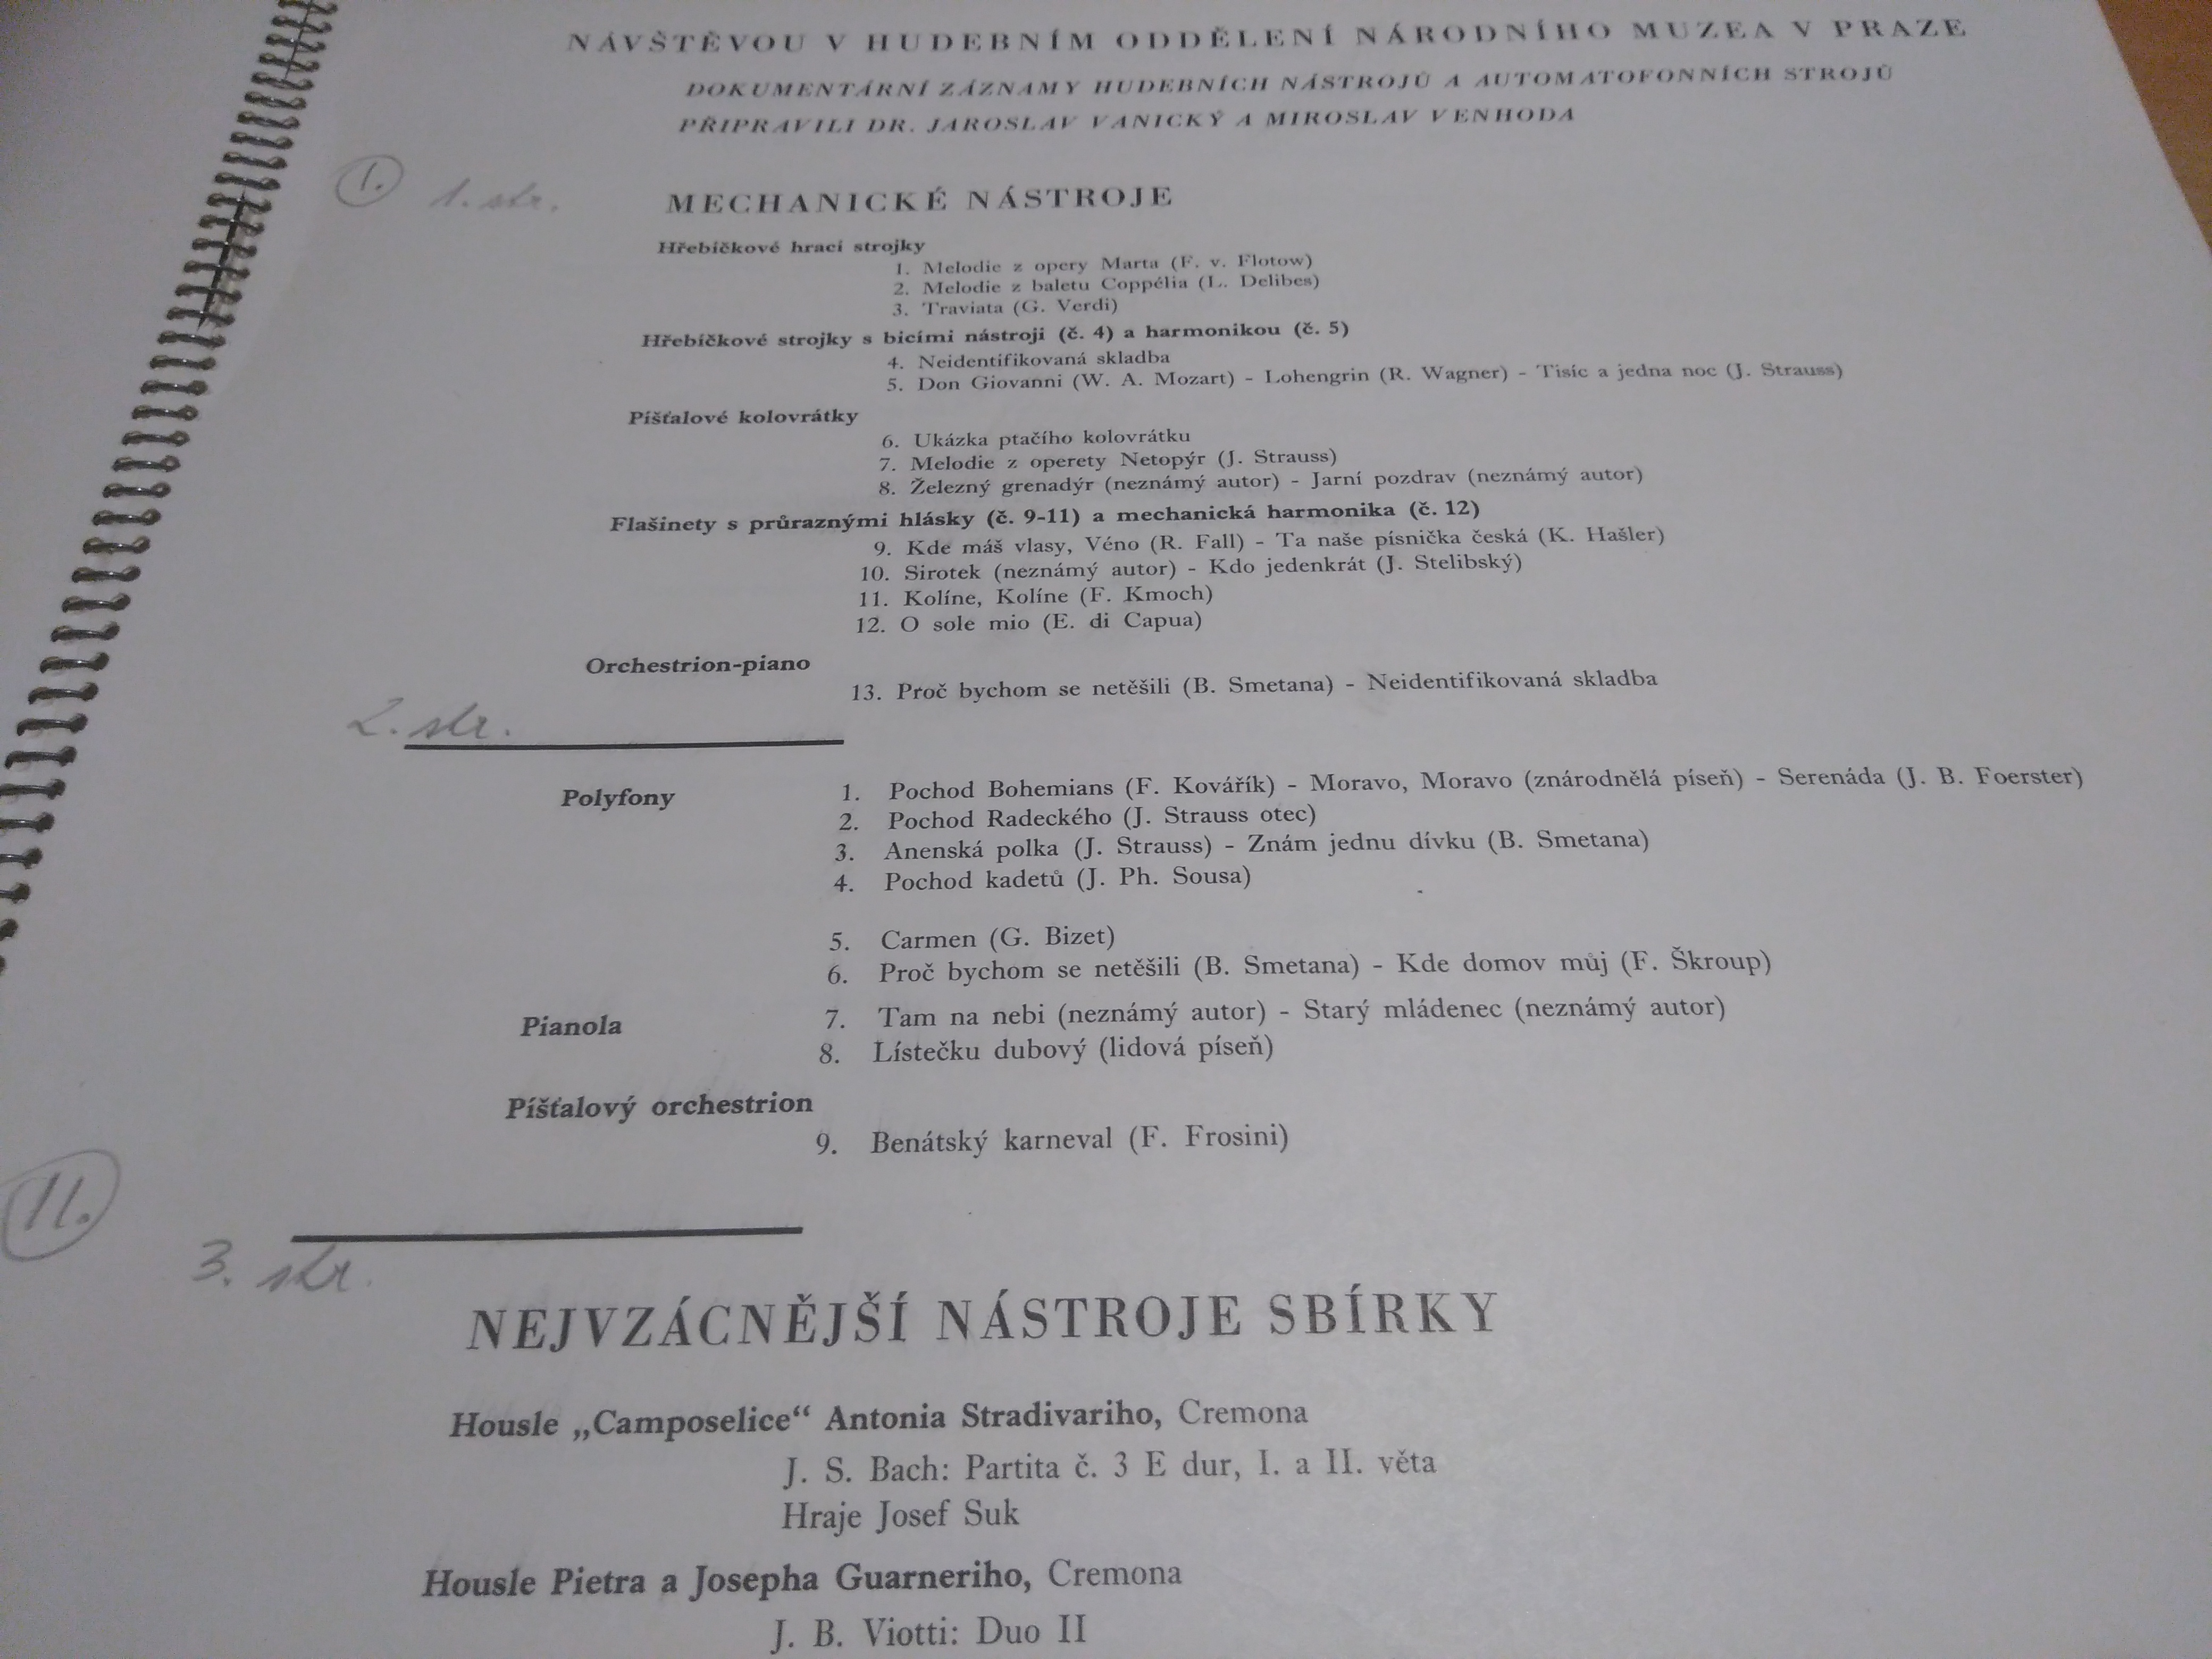 NÁVŠTĚVOU V HUDEBNÍM ODDĚLENÍ NÁRODNÍHO MUZEA V PRAZE
DOKUMENTÁRNÍ ZÁZNAMY HUDEBNÍCH NÁSTROJŮ A AUTOMATOFONNÍCH STROJŮ
PŘIPRAVILI DR. JAROSLAV VANICKÝ A MIROSLAV VENHODA
I. 1. str.
MECHANICKÉ NÁSTROJE
Hřebíčkové hrací strojky
1. Melodie z opery Marta (F. v. Flotow)
2. Melodie z baletu Coppélia (L. Delibes)
3. Traviata (G. Verdi)
Hřebíčkové strojky s bicími nástroji (č. 4) a harmonikou (č. 5)
4. Neidentifikovaná skladba
5. Don Giovanni (W. A. Mozart) - Lohengrin (R. Wagner) - Tisíc a jedna noc (J. Strauss)
Píšťalové kolovrátky
6. Ukázka ptačího kolovrátku
7. Melodie z operety Netopýr (J. Strauss)
8. Železný grenadýr (neznámý autor) - Jarní pozdrav (neznámý autor)
Flašinety s průraznými hlásky (č. 9-11) a mechanická harmonika (č. 12)
9. Kde máš vlasy, Véno (R. Fall) - Ta naše písnička česká (K. Hašler)
10. Sirotek (neznámý autor) - Kdo jedenkrát (J. Stelibský)
11. Kolíne, Kolíne (F. Kmoch)
12. O sole mio (E. di Capua)
Orchestrion-piano
13. Proč bychom se netěšili (B. Smetana) - Neidentifikovaná skladba
2. str.
Polyfony
1. Pochod Bohemians (F. Kovářík) - Moravo, Moravo (znárodnělá píseň) - Serenáda (J. B. Foerster)
2. Pochod Radeckého (J. Strauss otec)
3. Anenská polka (J. Strauss) - Znám jednu dívku (B. Smetana)
4. Pochod kadetů (J. Ph. Sousa)
5. Carmen (G. Bizet)
6. Proč bychom se netěšili (B. Smetana) - Kde domov můj (F. Škroup)
Pianola
7. Tam na nebi (neznámý autor) - Starý mládenec (neznámý autor)
8. Lístečku dubový (lidová píseň)
Píšťalový orchestrion
9. Benátský karneval (F. Frosini)
II.
3. str.
NEJVZÁCNĚJŠÍ NÁSTROJE SBÍRKY
Housle „Camposelice“ Antonia Stradivariho, Cremona
J. S. Bach: Partita č. 3 E dur, I. a II. věta
Hraje Josef Suk
Housle Pietra a Josepha Guarneriho, Cremona
J. B. Viotti: Duo II